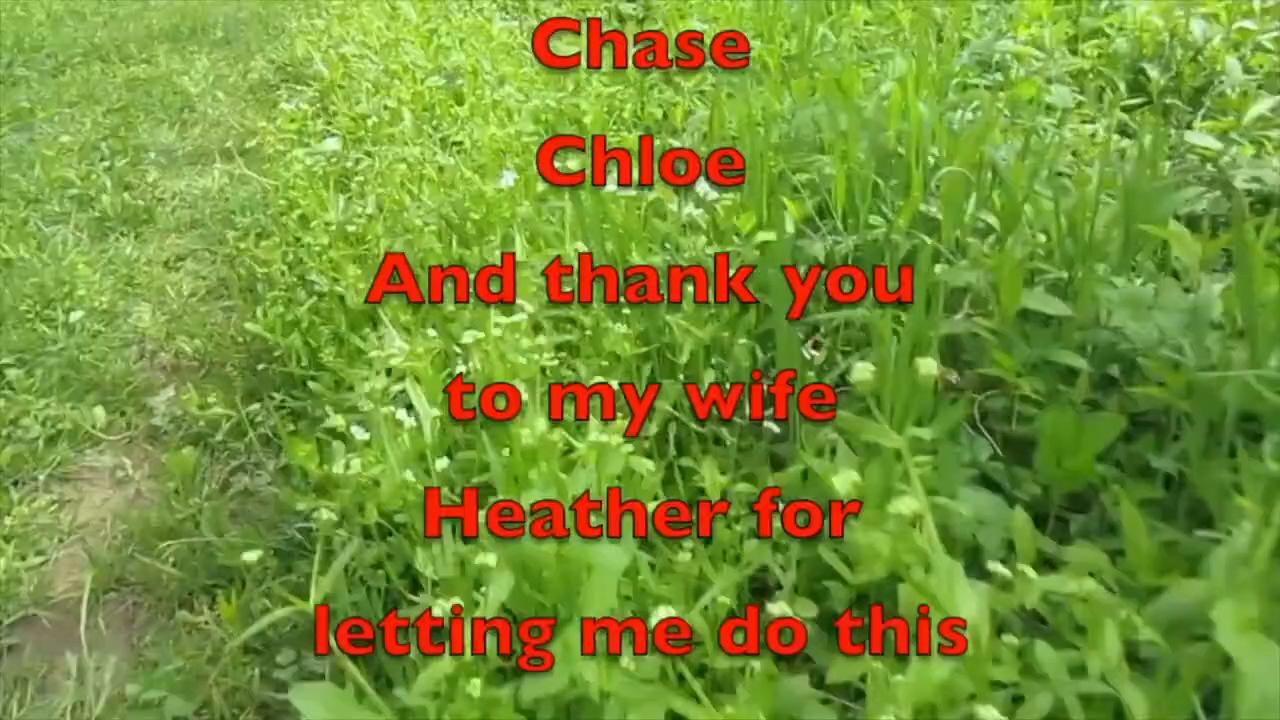 Chase
Chloe
And thank you
to my wife
Heather for
letting me do this